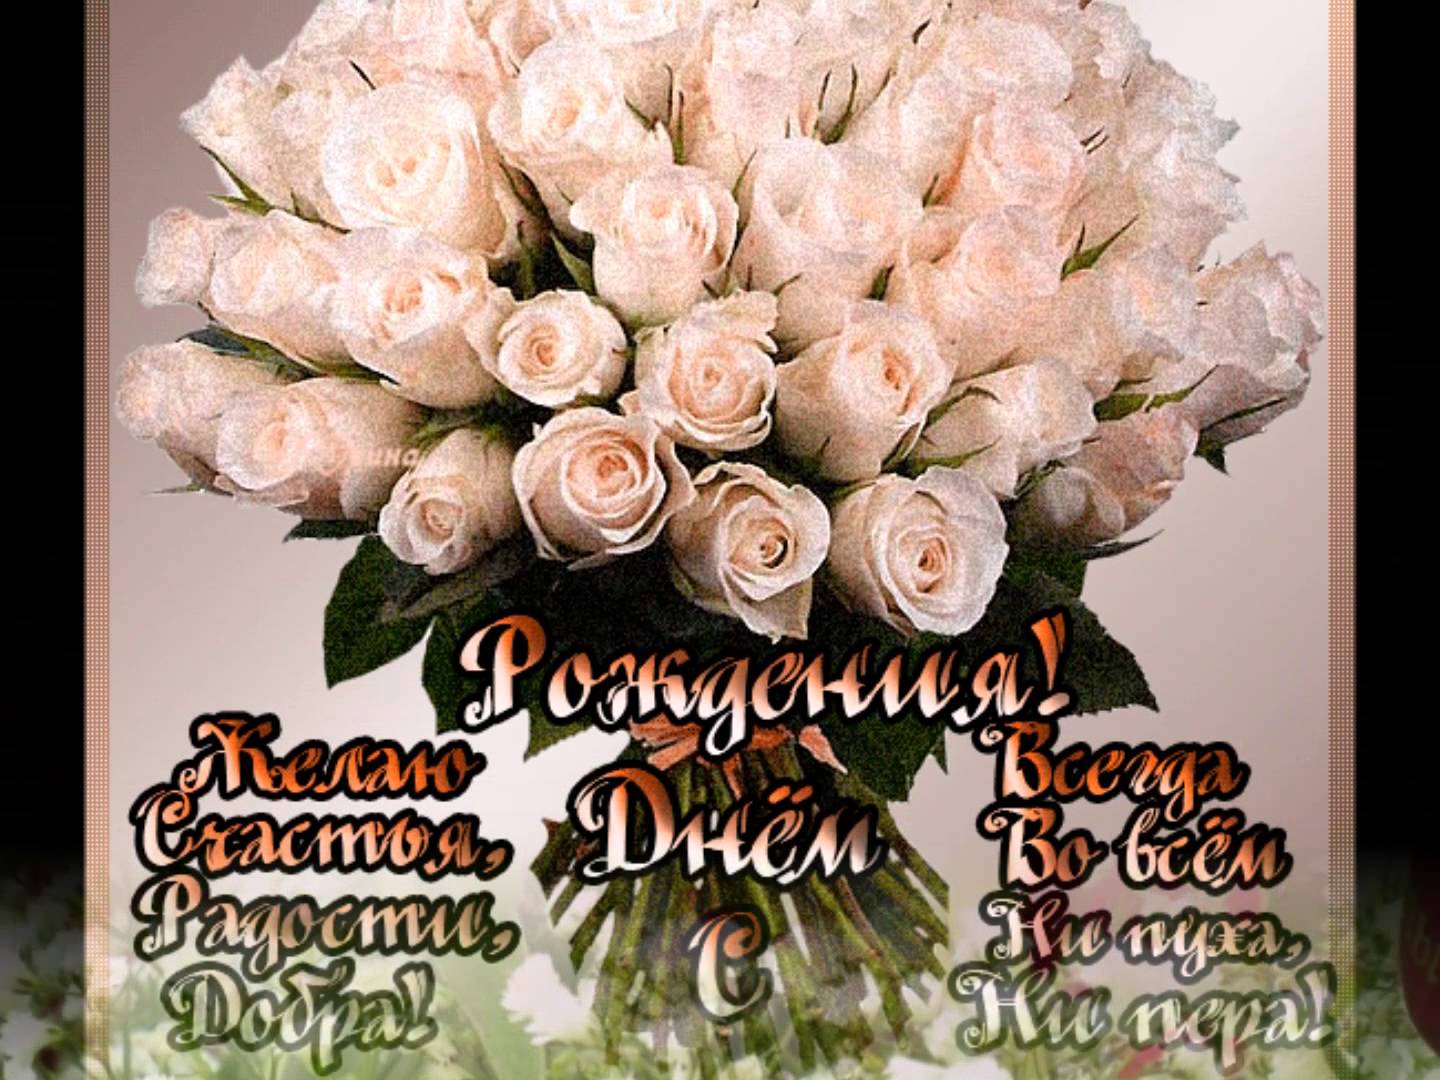 Рождения!
Днём
С
Желаю
Счастья,
Радости,
Добра!
Всегда
Во всём
Ни пуха,
Ни пера!